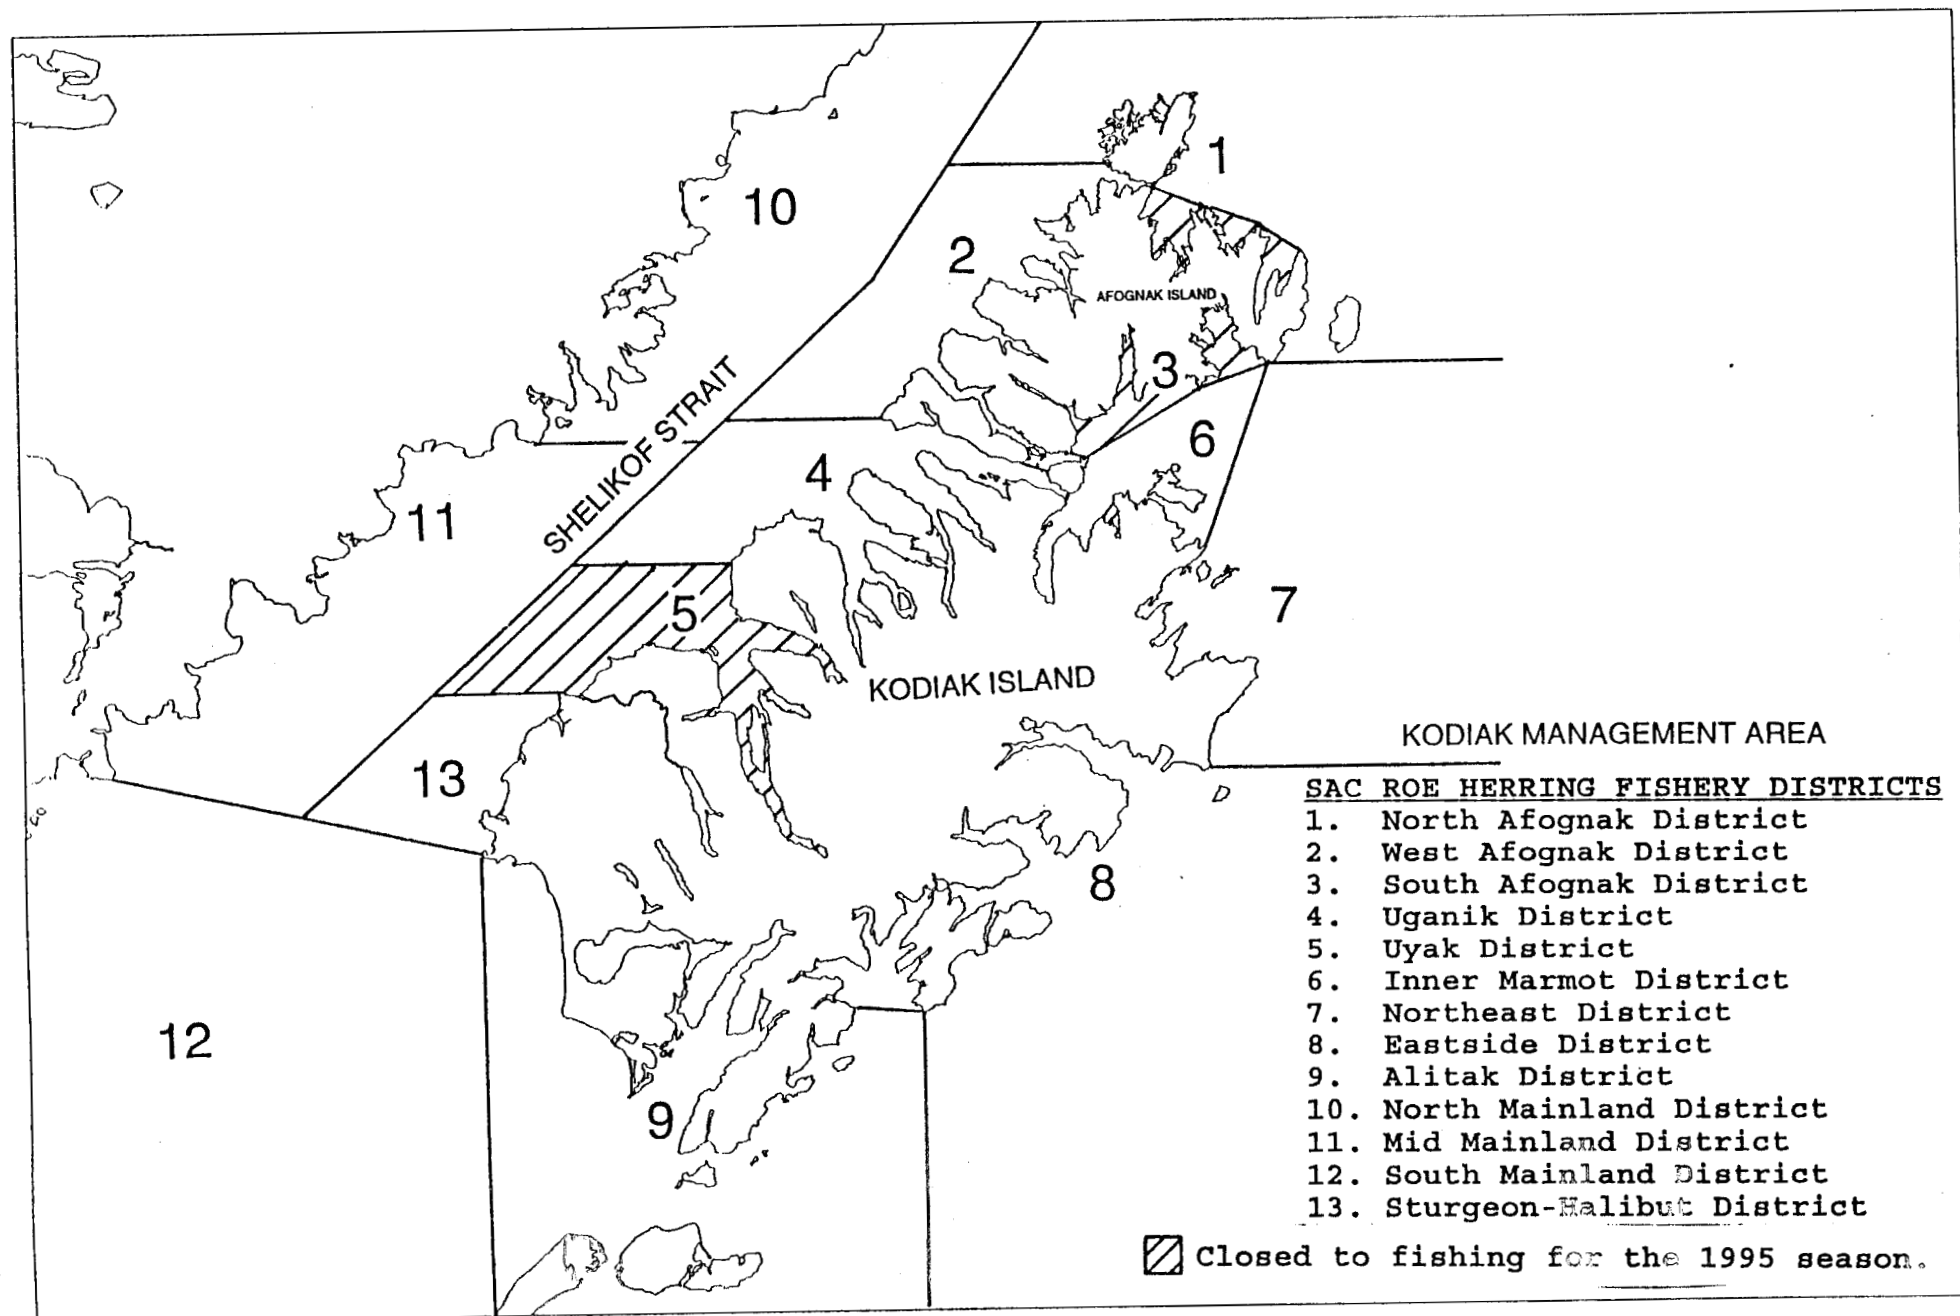 1
10
2
AFOGNAK ISLAND
3
SHELIKOF STRAIT
6
4
11
5
7
KODIAK ISLAND
13
8
12
9
KODIAK MANAGEMENT AREA
SAC ROE HERRING FISHERY DISTRICTS
1. North Afognak District
2. West Afognak District
3. South Afognak District
4. Uganik District
5. Uyak District
6. Inner Marmot District
7. Northeast District
8. Eastside District
9. Alitak District
10. North Mainland District
11. Mid Mainland District
12. South Mainland District
13. Sturgeon-Halibut District
Closed to fishing for the 1995 season.